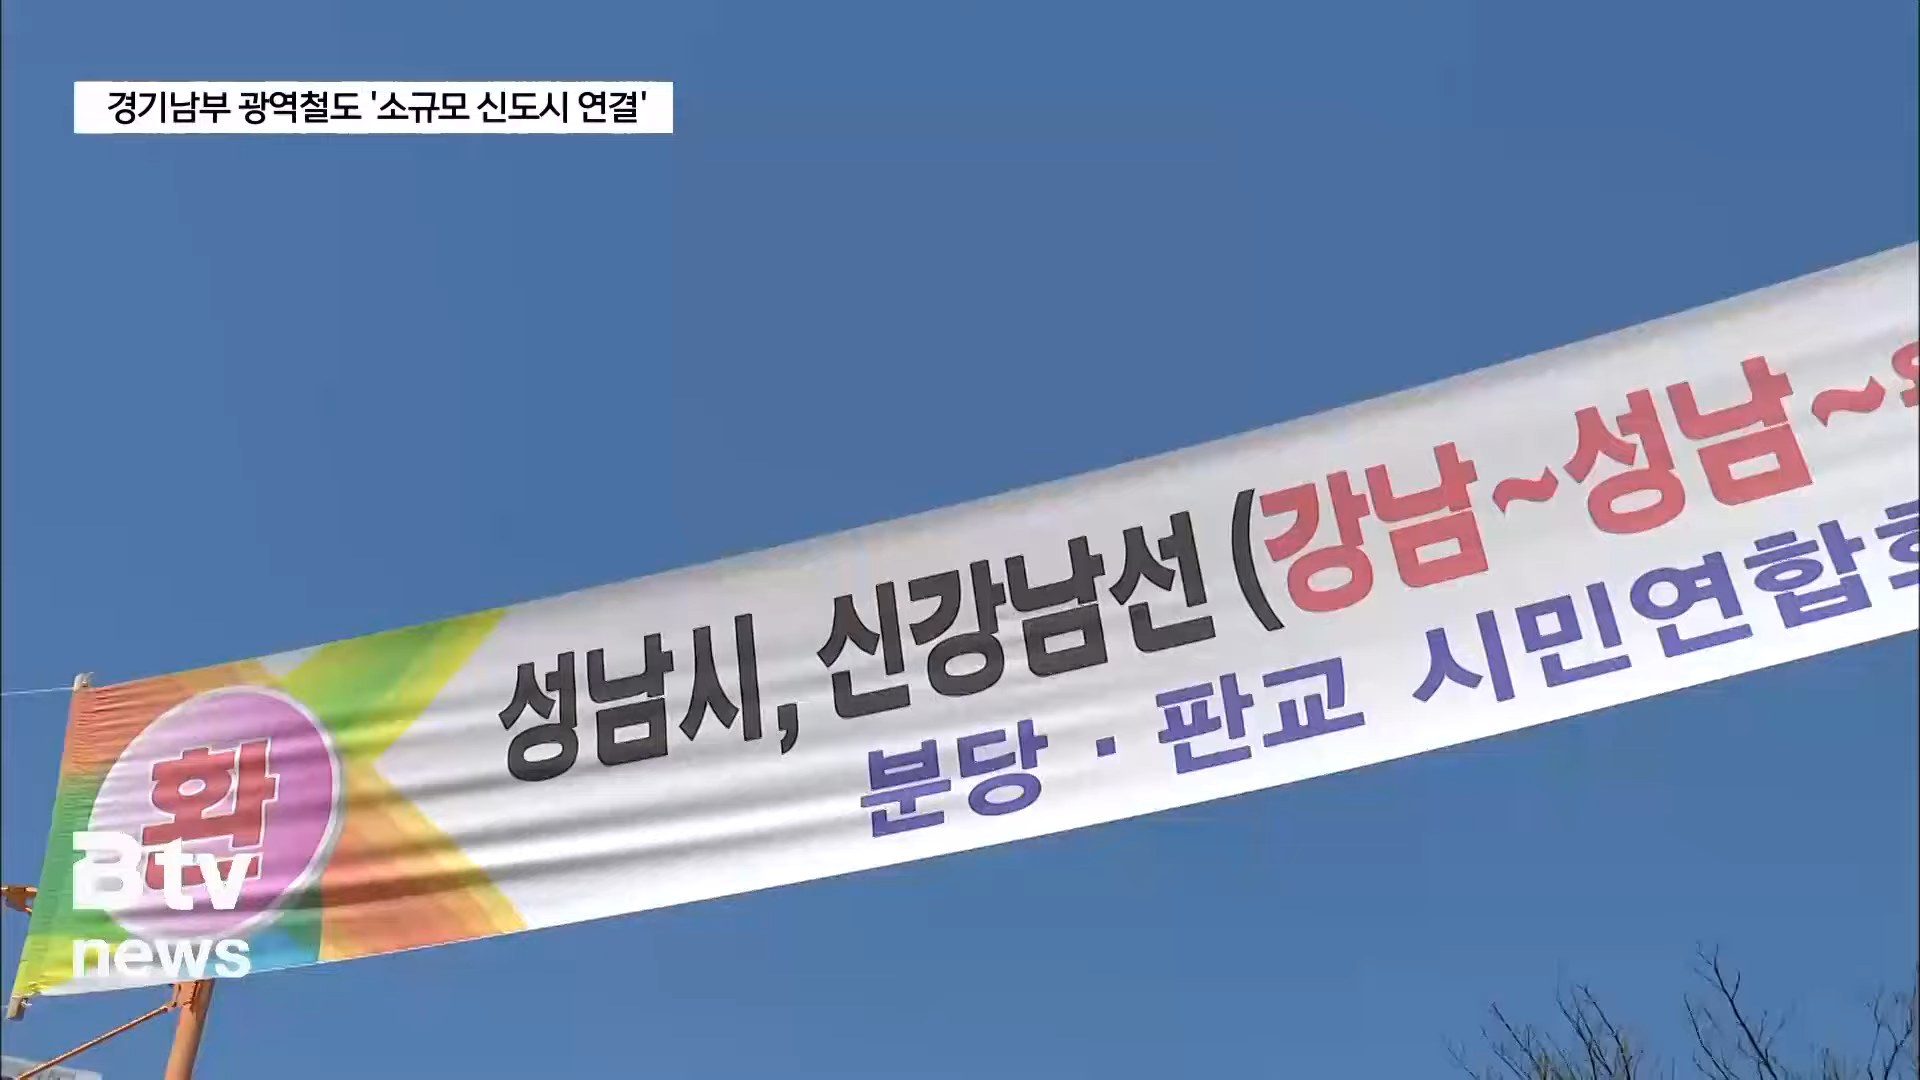 경기남부 광역철도 '소규모 신도시 연결'
성남시, 신강남선 (강남~성남~
분당 · 판교 시민연합
환
B tv
news